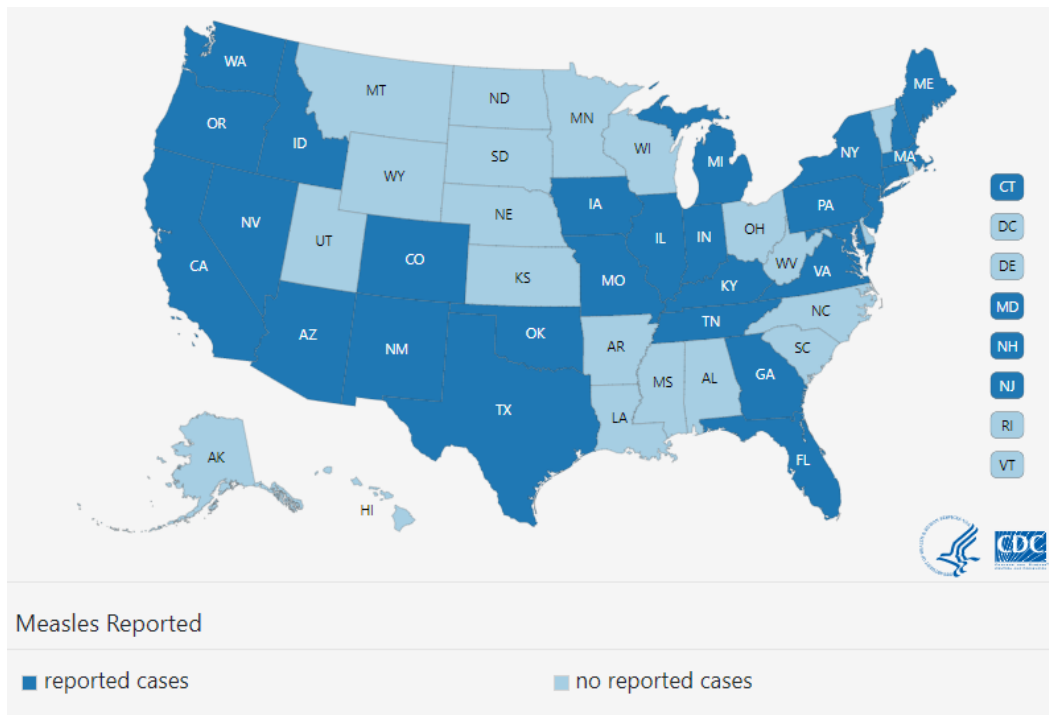 WA
MT
ND
MN
ME
OR
ID
SD
WI
MI
NY
MA
WY
NE
IA
PA
NV
UT
CO
KS
IL
IN
OH
WV
VA
CA
MO
KY
AZ
NM
OK
AR
TN
NC
SC
TX
LA
MS
AL
GA
FL
AK
HI
CT
DC
DE
MD
NH
NJ
RI
VT
CDC
Measles Reported
reported cases
no reported cases